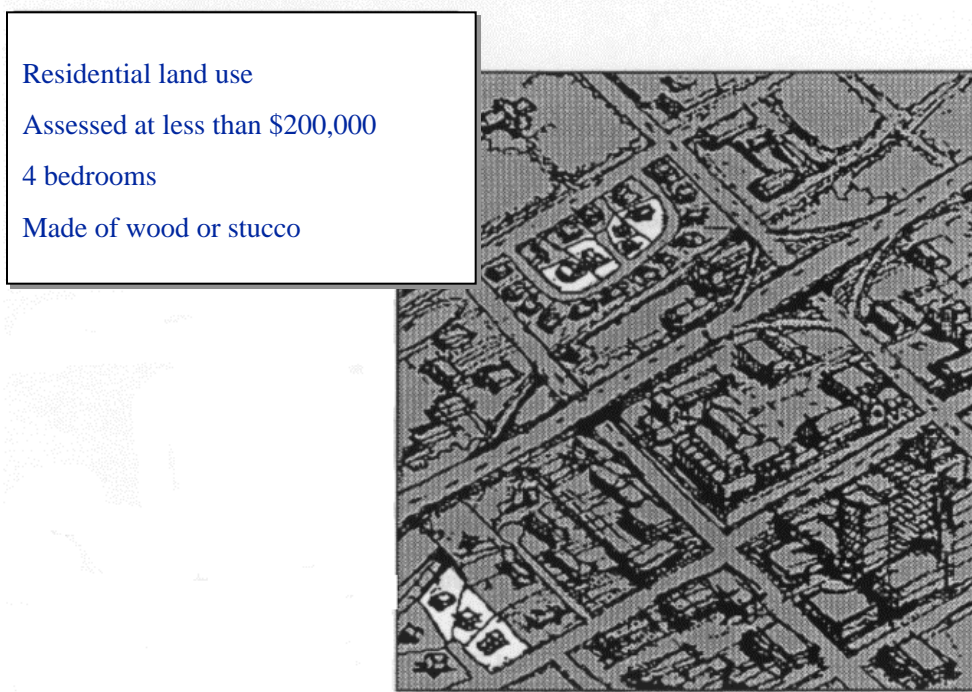 Residential land use
Assessed at less than $200,000
4 bedrooms
Made of wood or stucco